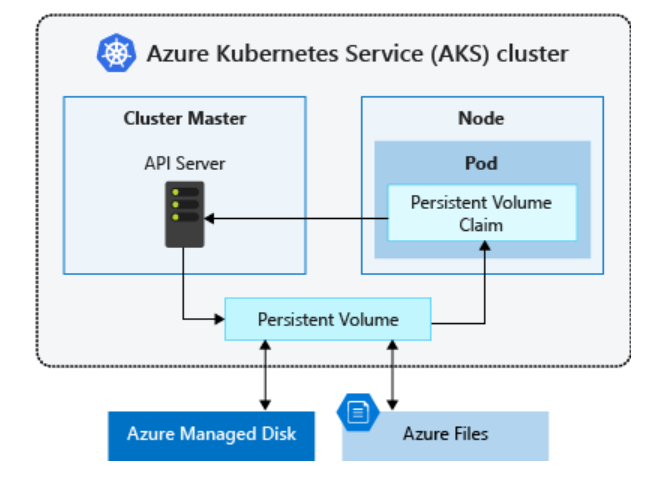 Azure Kubernetes Service (AKS) cluster
Cluster Master
API Server
Node
Pod
Persistent Volume
Claim
Persistent Volume
Azure Managed Disk
Azure Files